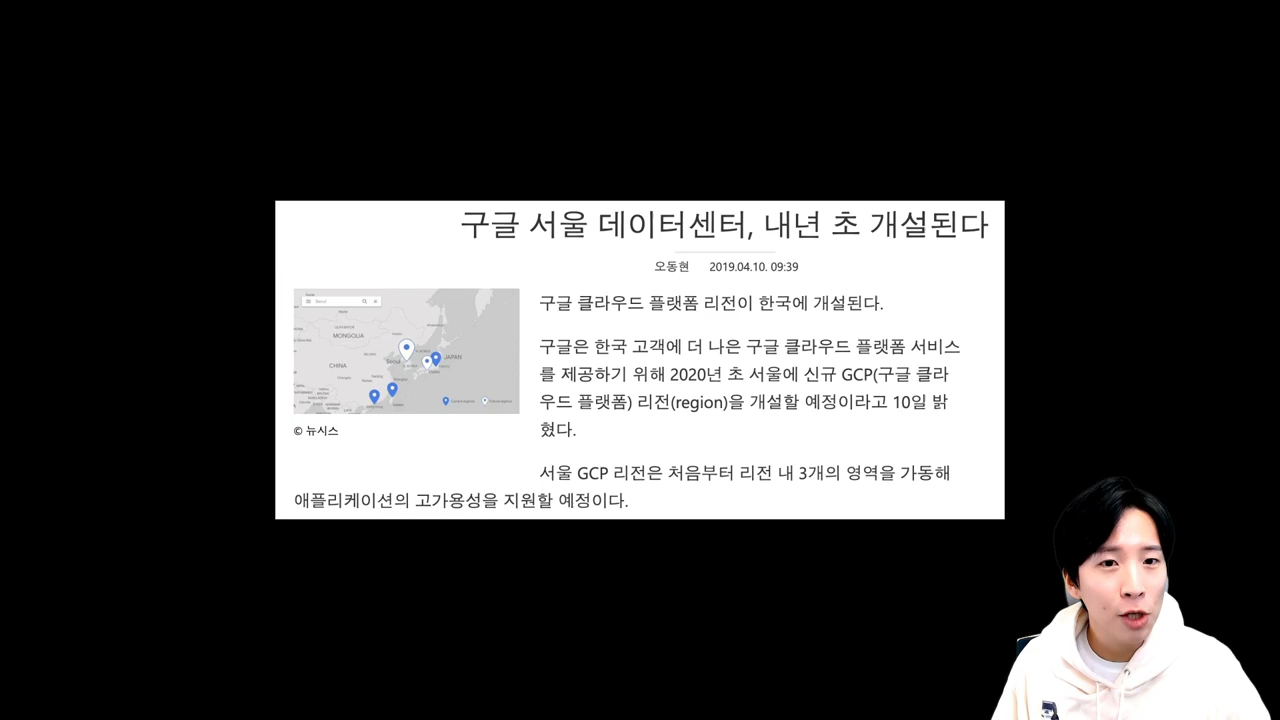 구글 서울 데이터센터, 내년 초 개설된다
오동현 2019.04.10. 09:39
구글 클라우드 플랫폼 리전이 한국에 개설된다.
Seoul
MONGOLIA
CHINA
Seoul
JAPAN
© 뉴시스
구글은 한국 고객에 더 나은 구글 클라우드 플랫폼 서비스
를 제공하기 위해 2020년 초 서울에 신규 GCP(구글 클라
우드 플랫폼) 리전(region)을 개설할 예정이라고 10일 밝
혔다.
서울 GCP 리전은 처음부터 리전 내 3개의 영역을 가동해
애플리케이션의 고가용성을 지원할 예정이다.